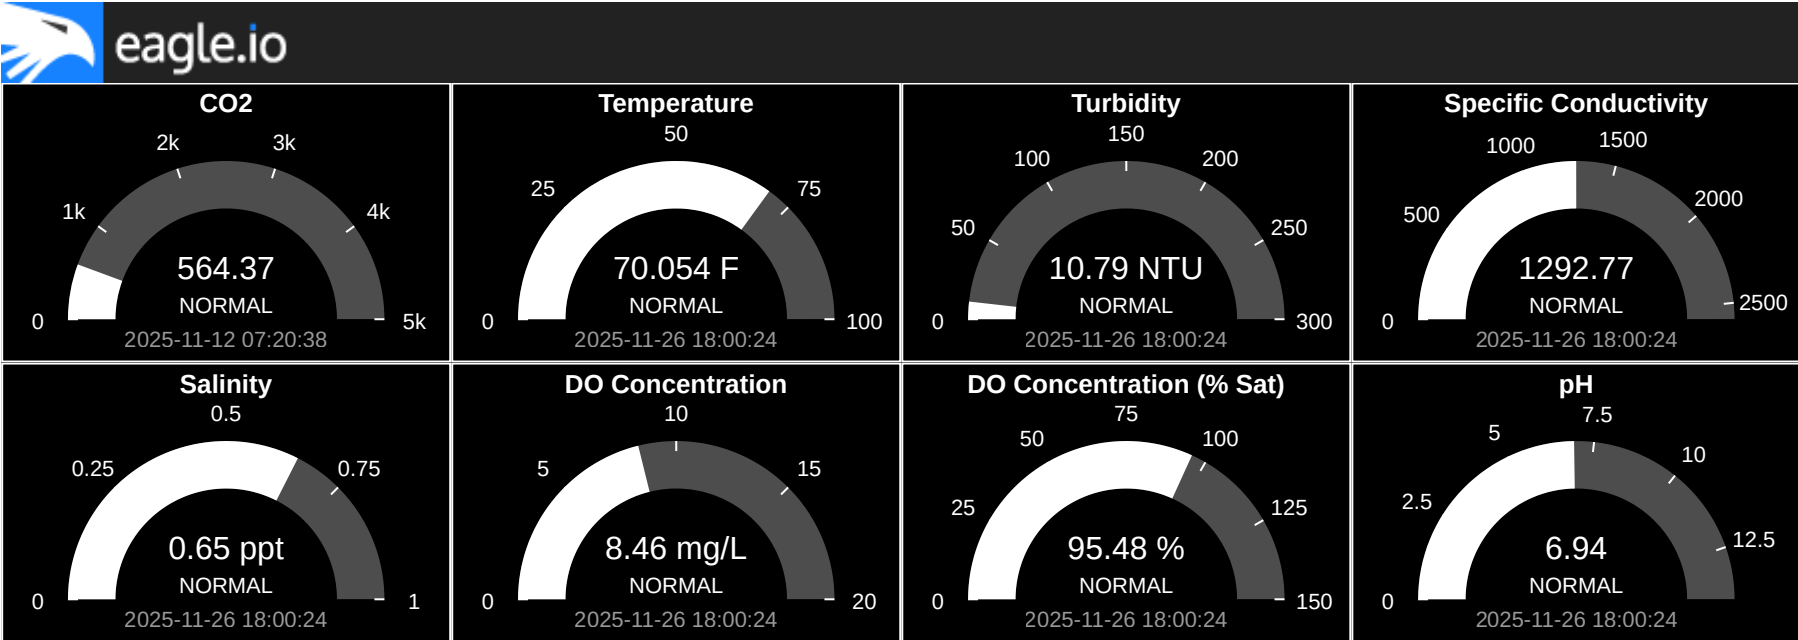 eagle.io
CO2
0
1k
2k
3k
4k
5k
564.37
NORMAL
2025-11-12 07:20:38
Temperature
0
25
50
75
100
70.054 F
NORMAL
2025-11-26 18:00:24
Turbidity
0
50
100
150
200
250
300
10.79 NTU
NORMAL
2025-11-26 18:00:24
Specific Conductivity
0
500
1000
1500
2000
2500
1292.77
NORMAL
2025-11-26 18:00:24
Salinity
0
0.25
0.5
0.75
1
0.65 ppt
NORMAL
2025-11-26 18:00:24
DO Concentration
0
5
10
15
20
8.46 mg/L
NORMAL
2025-11-26 18:00:24
DO Concentration (% Sat)
0
25
50
75
100
125
150
95.48 %
NORMAL
2025-11-26 18:00:24
pH
0
2.5
5
7.5
10
12.5
6.94
NORMAL
2025-11-26 18:00:24